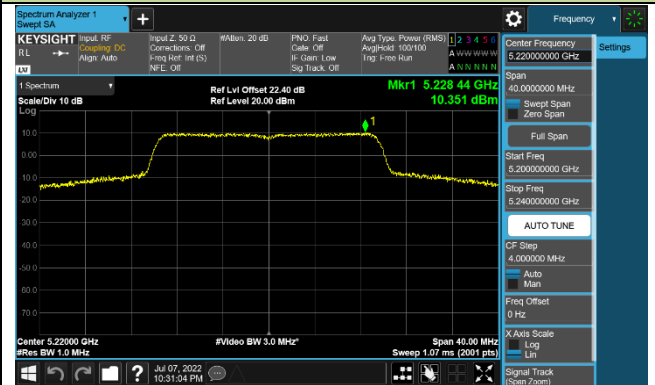 Spectrum Analyzer 1
Swept SA
Frequency
KEYSIGHT
RL
LXI
Input: RF
Coupling: DC
Align: Auto
Input Z: 50 Ω
Corrections: Off
Freq Ref: Int (S)
NFE: Off
#Atten: 20 dB
PNO: Fast
Gate: Off
IF Gain: Low
Sig Track: Off
Avg Type: Power (RMS)
Avg|Hold: 100/100
Trig: Free Run
1 2 3 4 5 6
A W W W W W
A N N N N N
1 Spectrum
Scale/Div 10 dB
Log
Ref Lvl Offset 22.40 dB
Ref Level 20.00 dBm
Mkr1 5.228 44 GHz
10.351 dBm
1
10.0
0.00
10.0
20.0
30.0
40.0
-50.0
60.0
70.0
Center 5.22000 GHz
#Res BW 1.0 MHz
#Video BW 3.0 MHz*
Span 40.00 MHz
Sweep 1.07 ms (2001 pts)
Jul 07, 2022
10:31:04 PM
?
Center Frequency
5.220000000 GHz
Settings
Span
40.0000000 MHz
Swept Span
Zero Span
Full Span
Start Freq
5.200000000 GHz
Stop Freq
5.240000000 GHz
AUTO TUNE
CF Step
4.000000 MHz
Auto
Man
Freq Offset
0 Hz
X Axis Scale
Log
Lin
Signal Track
(Span Zoom)